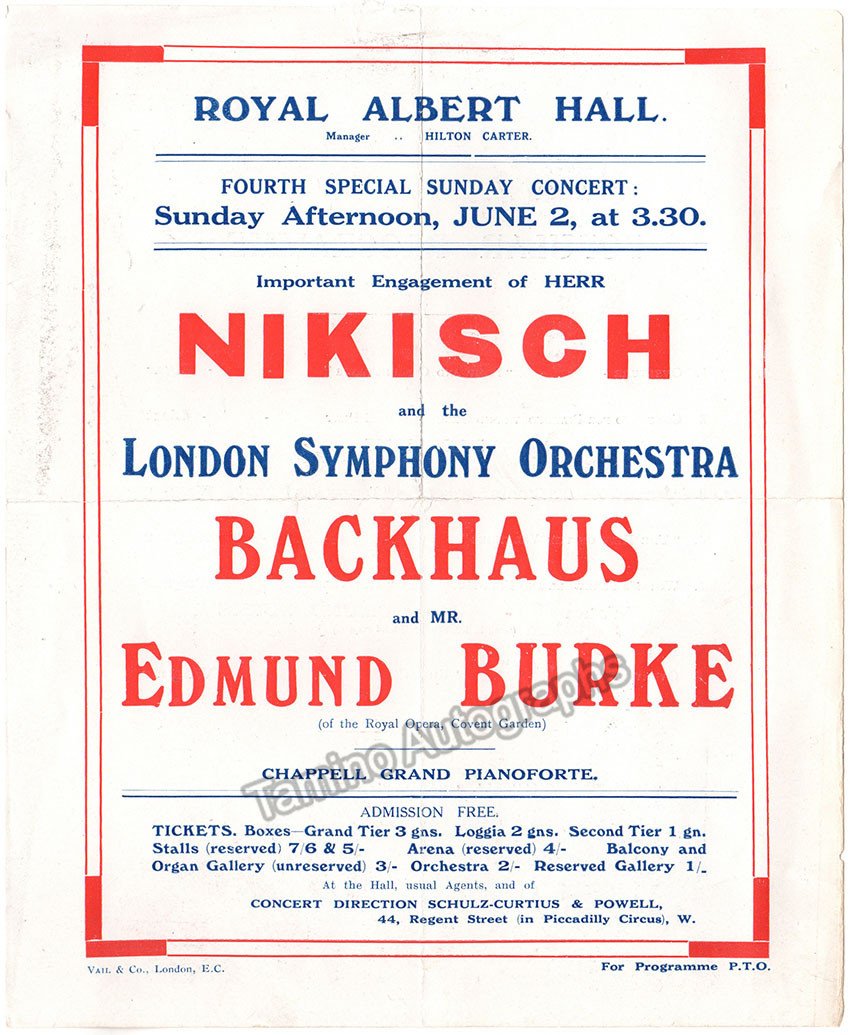 ROYAL ALBERT HALL.
Manager .. HILTON CARTER.
FOURTH SPECIAL SUNDAY CONCERT:
Sunday Afternoon, JUNE 2, at 3.30.
Important Engagement of HERR
NIKISCH
and the
LONDON SYMPHONY ORCHESTRA
BACKHAUS
and MR.
EDMUND BURKE
(of the Royal Opera, Covent Garden)
Tamino Autographs
CHAPPELL GRAND PIANOFORTE.
ADMISSION FREE.
TICKETS. Boxes—Grand Tier 3 gns. Loggia 2 gns. Second Tier 1 gn.
Stalls (reserved) 7/6 & 5/- Arena (reserved) 4/- Balcony and
Organ Gallery (unreserved) 3/- Orchestra 2/- Reserved Gallery 1/-
At the Hall, usual Agents, and of
CONCERT DIRECTION SCHULZ-CURTIUS & POWELL,
44, Regent Street (in Piccadilly Circus), W.
VAIL & Co., London, E.C.
For Programme P.T.O.